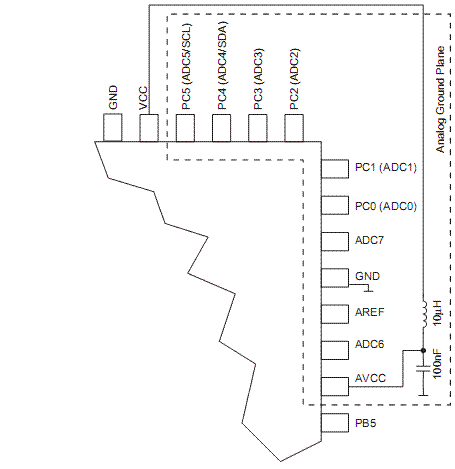 GND
VCC
PC5 (ADC5/SCL)
PC4 (ADC4/SDA)
PC3 (ADC3)
PC2 (ADC2)
Analog Ground Plane
PC1 (ADC1)
PC0 (ADC0)
ADC7
GND
AREF
10µH
ADC6
100nF
AVCC
PB5